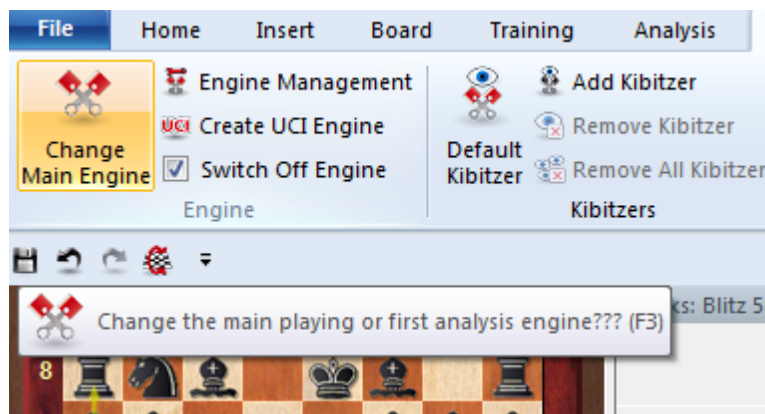 File Home Insert Board Training Analysis
Change
Main Engine
Engine Management
UCI Create UCI Engine
Switch Off Engine
Engine
Default
Kibitzer
Add Kibitzer
Remove Kibitzer
Remove All Kibitzer
Kibitzers
ks: Blitz 5
Change the main playing or first analysis engine??? (F3)
8